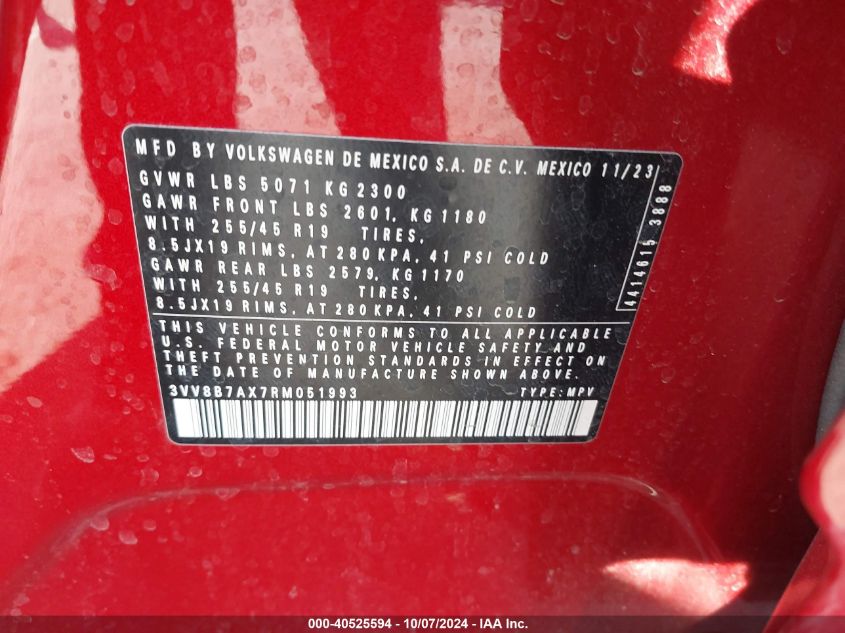 MFD BY VOLKSWAGEN DE MEXICO S.A. DE C.V. MEXICO 11/23
GVWR LBS 5071 KG 2300
GAWR FRONT LBS 2601, KG 1180
WITH 255/45 R19 TIRES,
8.5JX19 RIMS, AT 280 KPA, 41 PSI COLD
GAWR REAR LBS 2579, KG 1170
WITH 255/45 R19 TIRES,
8.5JX19 RIMS, AT 280 KPA, 41 PSI COLD
4414615 3888
THIS VEHICLE CONFORMS TO ALL APPLICABLE
U.S. FEDERAL MOTOR VEHICLE SAFETY AND
THEFT PREVENTION STANDARDS IN EFFECT ON
THE DATE OF MANUFACTURE SHOWN ABOVE.
3VV8B7AX7RM051993 TYPE: MPV
000-40525594 - 10/07/2024 - IAA Inc.